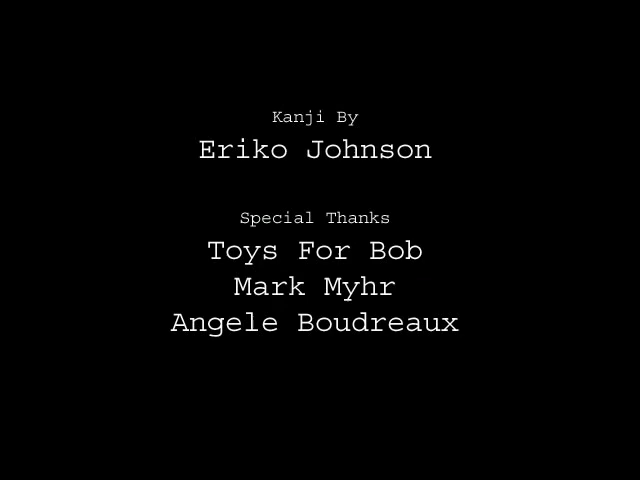 Kanji By
Eriko Johnson
Special Thanks
Toys For Bob
Mark Myhr
Angele Boudreaux